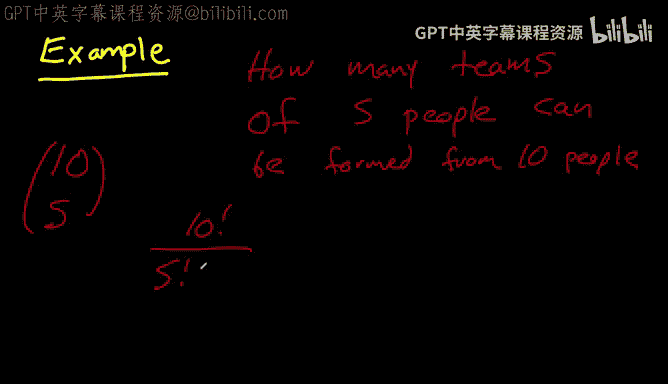 GPT中英字幕课程资源@bilibili.com
GPT中英字幕课程资源 bilibili
Example
How many teams
of 5 people can
be formed from 10 people
(10
5)
10!
5!